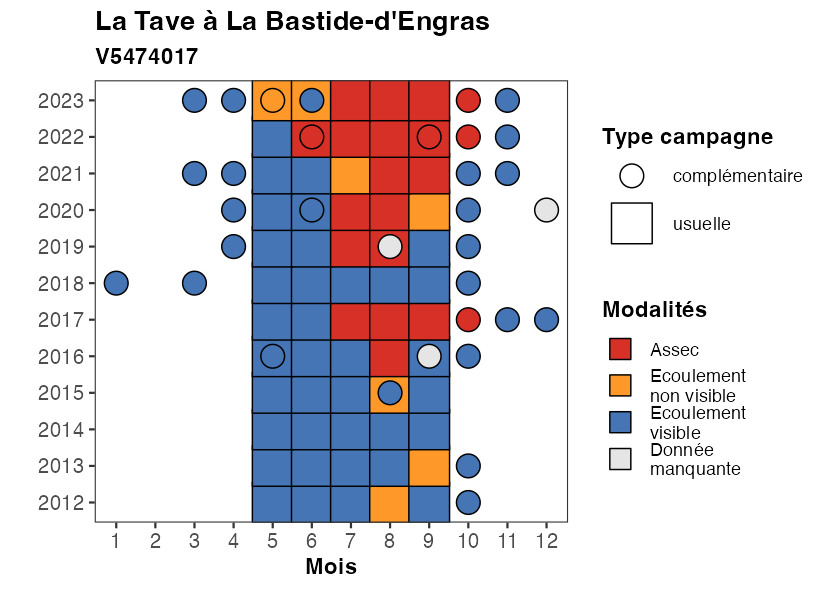 La Tave à La Bastide-d'Engras
V5474017
2023
2022
2021
2020
2019
2018
2017
2016
2015
2014
2013
2012
1 2 3 4 5 6 7 8 9 10 11 12
Mois
Type campagne
complémentaire
usuelle
Modalités
Assec
Ecoulement
non visible
Ecoulement
visible
Donnée
manquante